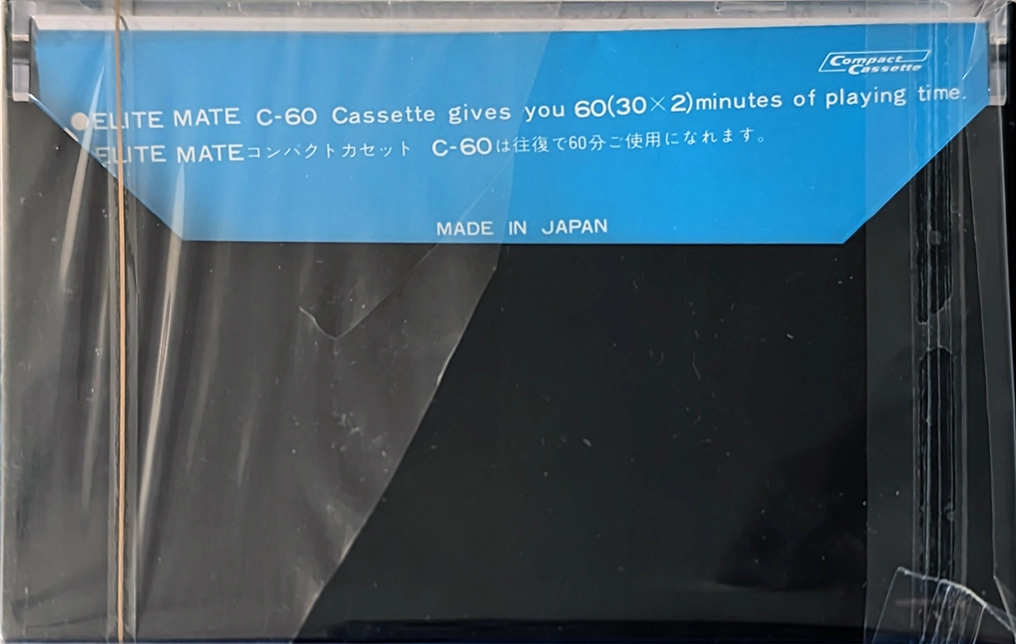 Compact
Cassette
●ELITE MATE C-60 Cassette gives you 60(30×2)minutes of playing time.
ELITE MATEコンパクトカセット C-60は往復で60分ご使用になれます。
MADE IN JAPAN